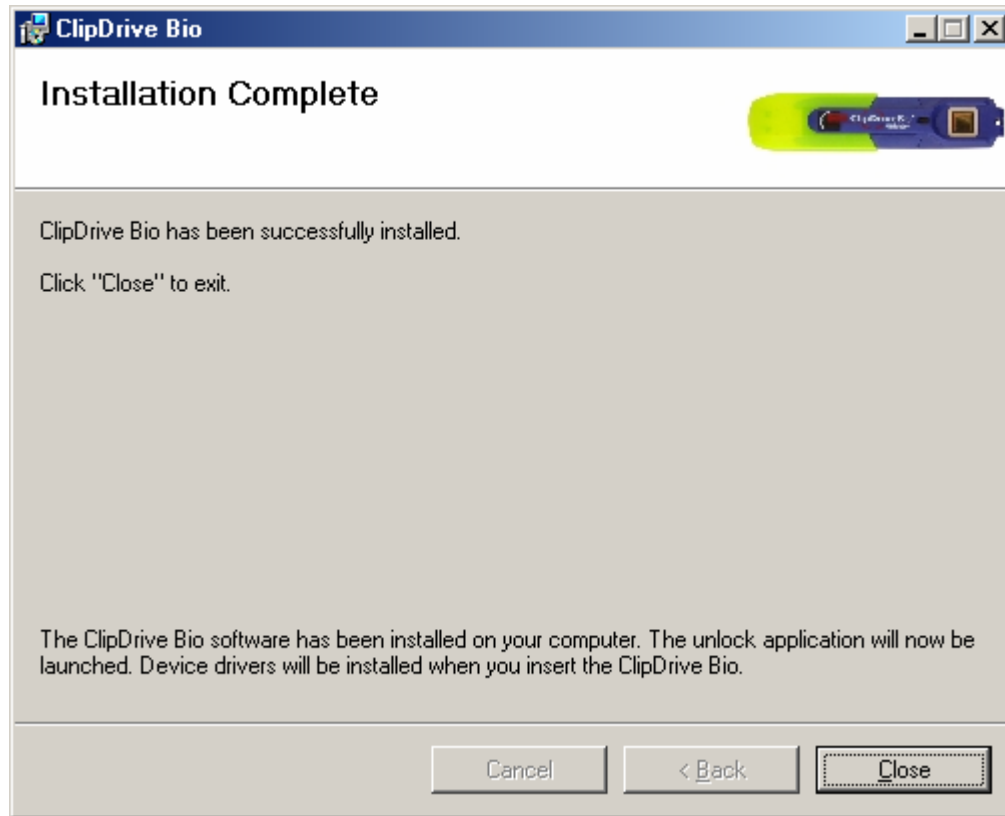 ClipDrive Bio
Installation Complete
ClipDrive Bio has been successfully installed.
Click "Close" to exit.
The ClipDrive Bio software has been installed on your computer. The unlock application will now be
launched. Device drivers will be installed when you insert the ClipDrive Bio.
Cancel
< Back
Close